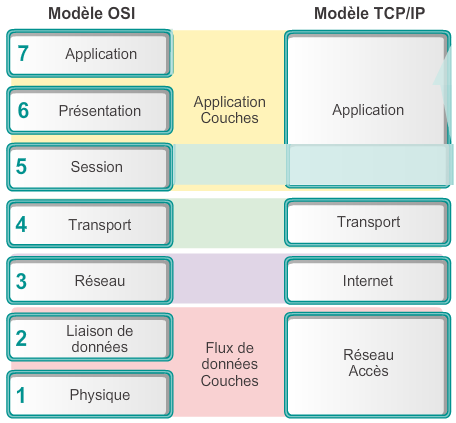 Modèle OSI
Modèle TCP/IP
7 Application
6 Présentation
5 Session
Application
Couches
Application
4 Transport
Transport
3 Réseau
Internet
2 Liaison de
données
1 Physique
Flux de
données
Couches
Réseau
Accès